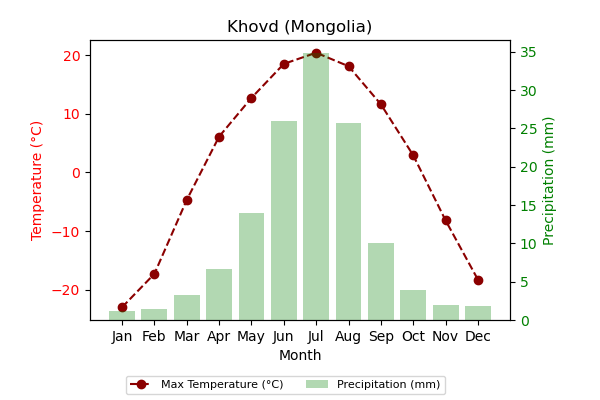 Khovd (Mongolia)
Temperature (°C)
20
10
0
−10
−20
35
30
25
20
15
10
5
0
Precipitation (mm)
Jan Feb Mar Apr May Jun Jul Aug Sep Oct Nov Dec
Month
Max Temperature (°C) Precipitation (mm)